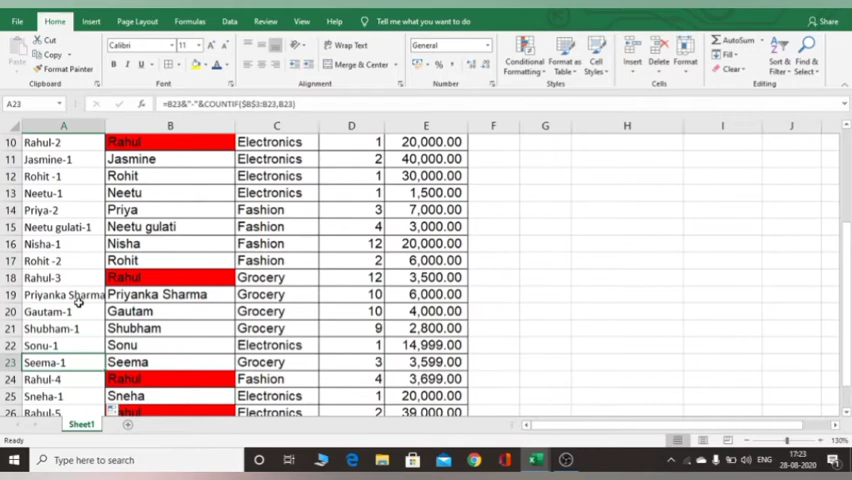 File Home Insert Page Layout Formulas Data Review View Help Tell me what you want to do Share
Cut
Copy
Format Painter
Paste
Clipboard
Calibri 11
B I U
Font
Wrap Text
Merge & Center
Alignment
General
Number
Conditional Formatting
Format as Table
Cell Styles
Styles
Insert Delete Format
Cells
AutoSum
Fill
Clear
Sort & Filter
Find & Select
Editing
A23 fx =B23&"-"&COUNTIF($B$3:B23,B23)
A B C D E F G H I J
10 Rahul-2 Rahul Electronics 1 20,000.00
11 Jasmine-1 Jasmine Electronics 2 40,000.00
12 Rohit -1 Rohit Electronics 1 30,000.00
13 Neetu-1 Neetu Electronics 1 1,500.00
14 Priya-2 Priya Fashion 3 7,000.00
15 Neetu gulati-1 Neetu gulati Fashion 4 3,000.00
16 Nisha-1 Nisha Fashion 12 20,000.00
17 Rohit -2 Rohit Fashion 2 6,000.00
18 Rahul-3 Rahul Grocery 12 3,500.00
19 Priyanka Sharma Priyanka Sharma Grocery 10 6,000.00
20 Gautam-1 Gautam Grocery 10 4,000.00
21 Shubham-1 Shubham Grocery 9 2,800.00
22 Sonu-1 Sonu Electronics 1 14,999.00
23 Seema-1 Seema Grocery 3 3,599.00
24 Rahul-4 Rahul Fashion 4 3,699.00
25 Sneha-1 Sneha Electronics 1 20,000.00
26 Rahul-5 Rahul Electronics 2 39,000.00
Sheet1
Ready 130%
Type here to search
ENG
17:23
28-08-2020